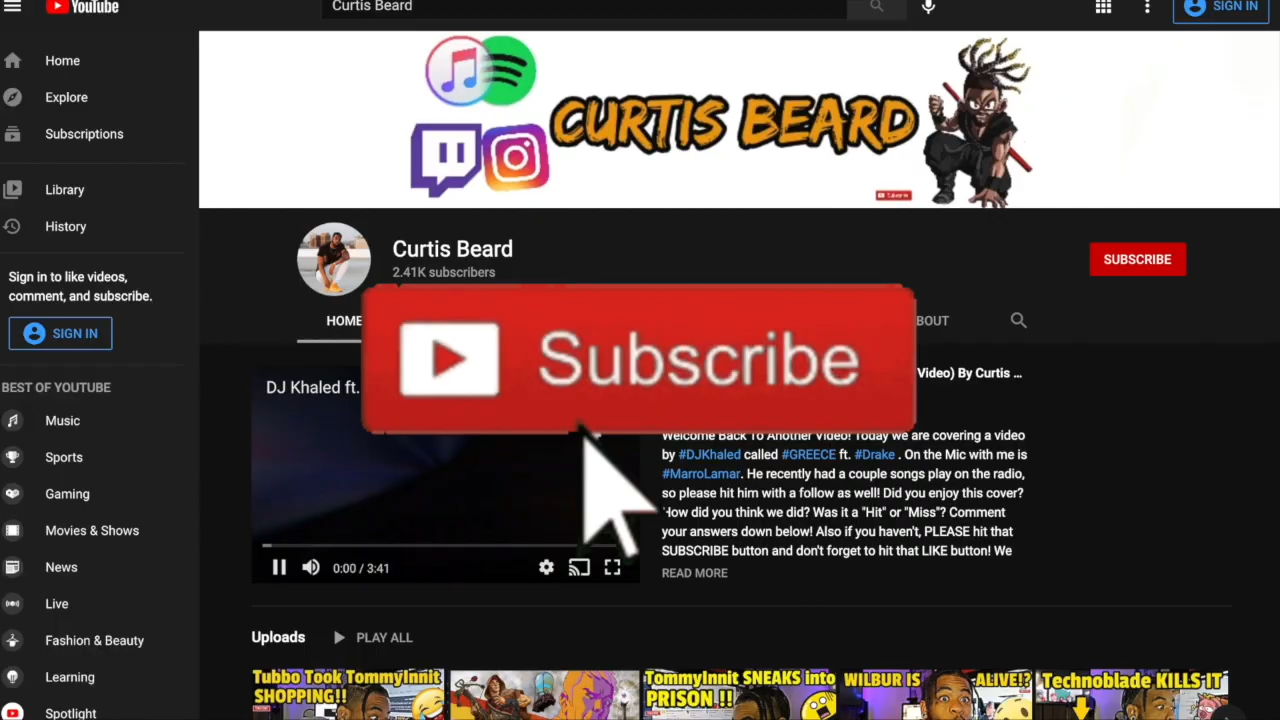 YouTube
Curtis Beard
SIGN IN
Home
Explore
Subscriptions
Library
History
Sign in to like videos,
comment, and subscribe.
SIGN IN
BEST OF YOUTUBE
Music
Sports
Gaming
Movies & Shows
News
Live
Fashion & Beauty
Learning
Spotlight
CURTIS BEARD
Curtis Beard
2.41K subscribers
SUBSCRIBE
HOME
BOUT
Subscribe
DJ Khaled ft.
0:00 / 3:41
Video) By Curtis ...
Welcome Back To Another Video! Today we are covering a video
by #DJKhaled called #GREECE ft. #Drake . On the Mic with me is
#MarroLamar. He recently had a couple songs play on the radio,
so please hit him with a follow as well! Did you enjoy this cover?
How did you think we did? Was it a "Hit" or "Miss"? Comment
your answers down below! Also if you haven't, PLEASE hit that
SUBSCRIBE button and don't forget to hit that LIKE button! We
READ MORE
Uploads
PLAY ALL
Tubbo Took TommyInnit
SHOPPING!!
TommyInnit SNEAKS into
PRISON !!
WILBUR IS ALIVE!?
Technoblade KILLS IT